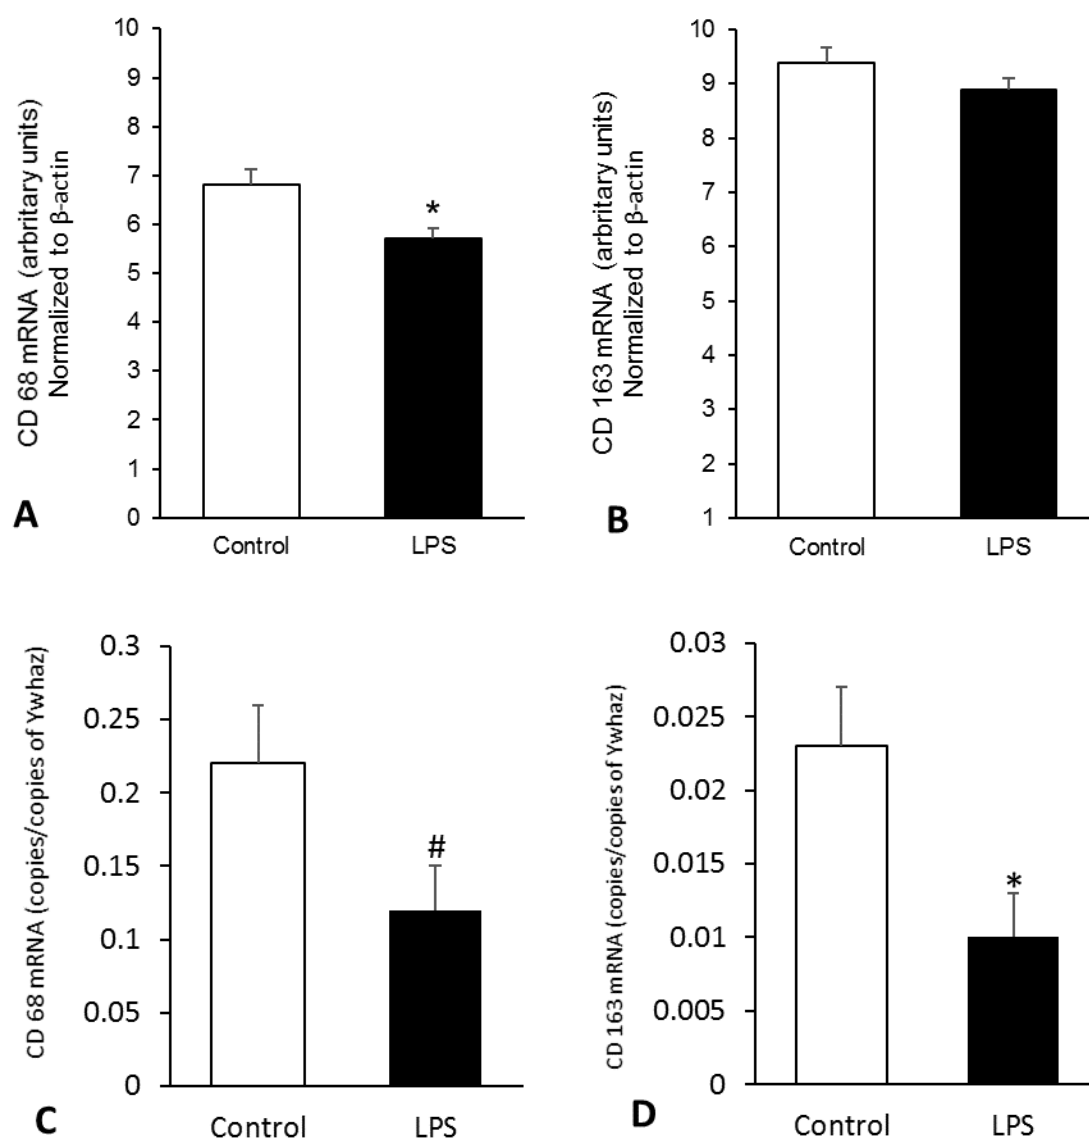 CD 68 mRNA (arbritary units)
Normalized to β-actin
10
9
8
7
6
5
4
3
2
1
0
*
Control
LPS
A
CD 163 mRNA (arbritary units)
Normalized to β-actin
10
9
8
7
6
5
4
3
2
1
Control
LPS
B
CD 68 mRNA (copies/copies of Ywhaz)
0.3
0.25
0.2
0.15
0.1
0.05
0
#
Control
LPS
C
CD 163 mRNA (copies/copies of Ywhaz)
0.03
0.025
0.02
0.015
0.01
0.005
0
*
Control
LPS
D